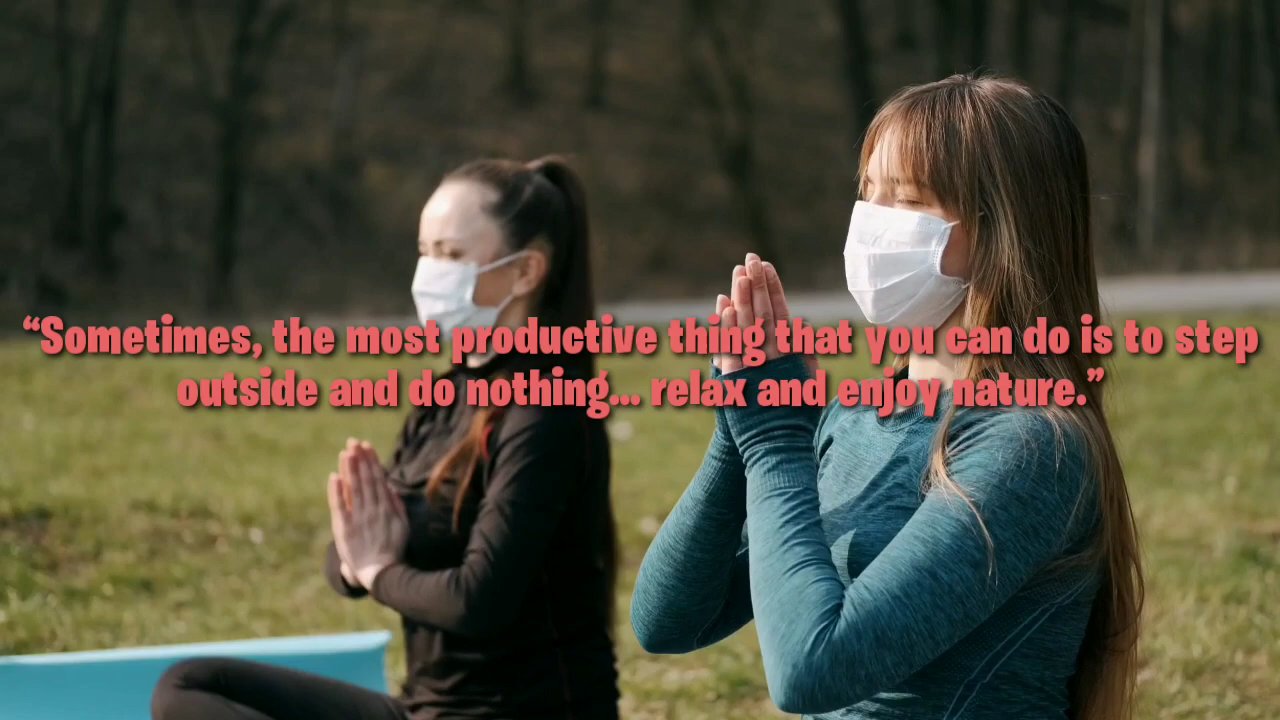 “Sometimes, the most productive thing that you can do is to step
outside and do nothing... relax and enjoy nature.”